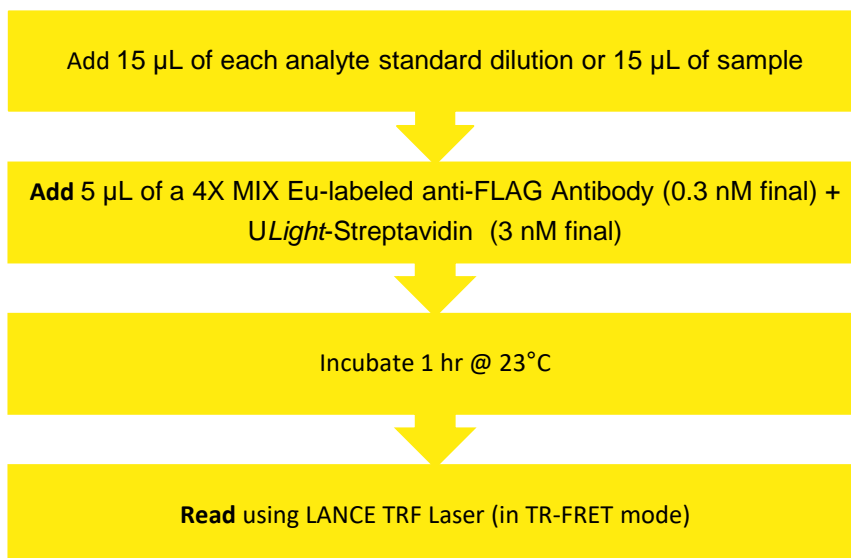 Add 15 µL of each analyte standard dilution or 15 µL of sample
Add 5 µL of a 4X MIX Eu-labeled anti-FLAG Antibody (0.3 nM final) +
ULight-Streptavidin (3 nM final)
Incubate 1 hr @ 23°C
Read using LANCE TRF Laser (in TR-FRET mode)